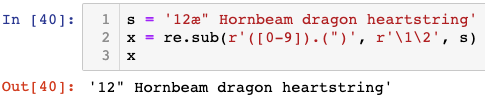 In [40]:
1 s = '12æ" Hornbeam dragon heartstring'
2 x = re.sub(r'([0-9]).(")', r'\1\2', s)
3 x
Out[40]: '12" Hornbeam dragon heartstring'